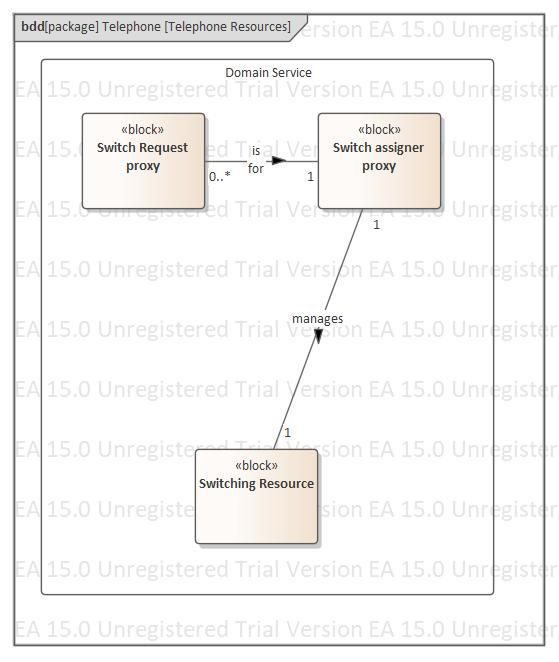 bdd[package] Telephone [Telephone Resources]
Domain Service
«block»
Switch Request
proxy
is
for
0..*
1
«block»
Switch assigner
proxy
1
manages
1
«block»
Switching Resource
EA 15.0 Unregistered Trial Version EA 15.0 Unregister